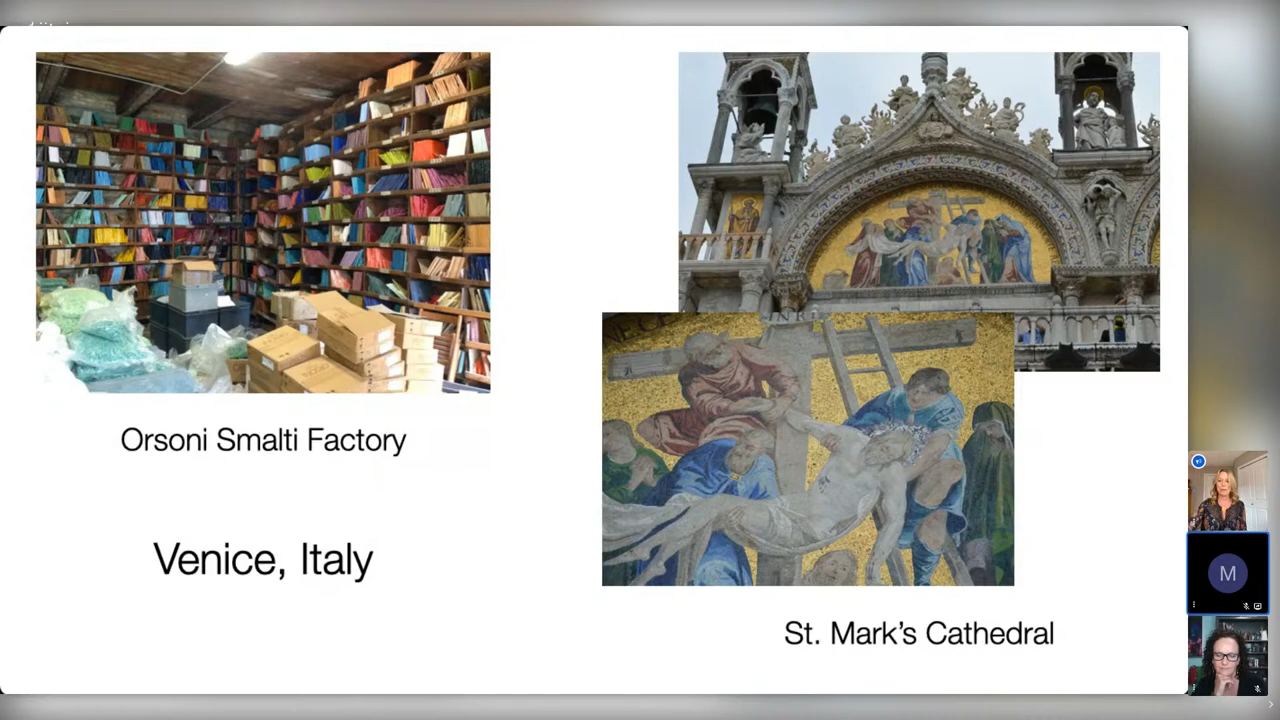 Orsoni Smalti Factory
Venice, Italy
St. Mark's Cathedral
M